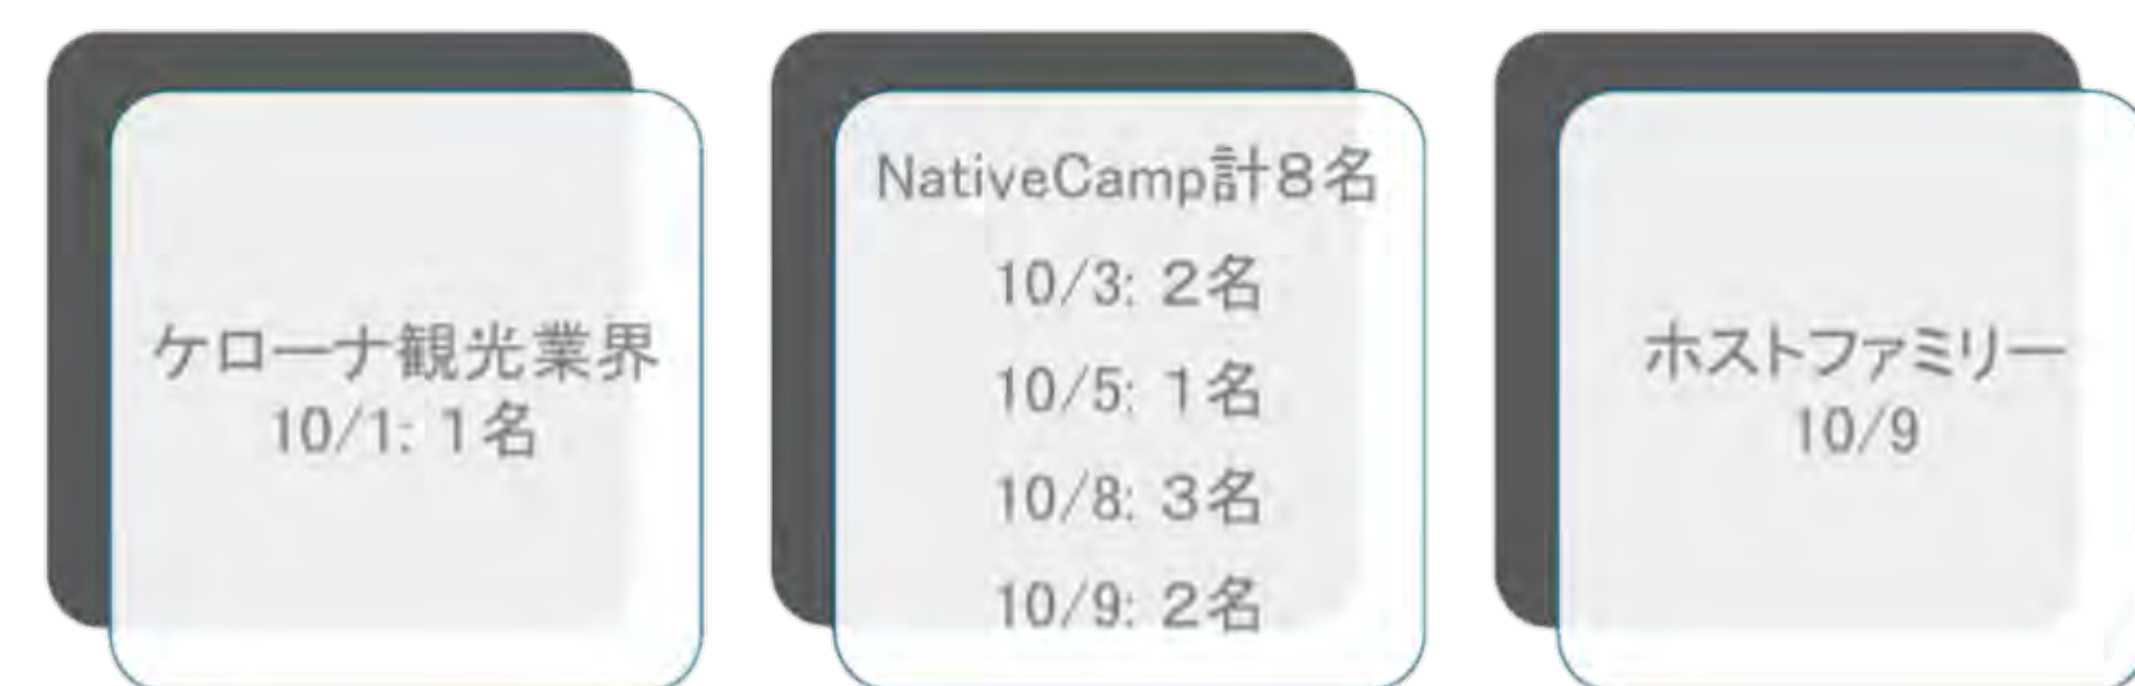 ケローナ観光業界
10/1: 1名
NativeCamp計8名
10/3: 2名
10/5: 1名
10/8: 3名
10/9: 2名
ホストファミリー
10/9